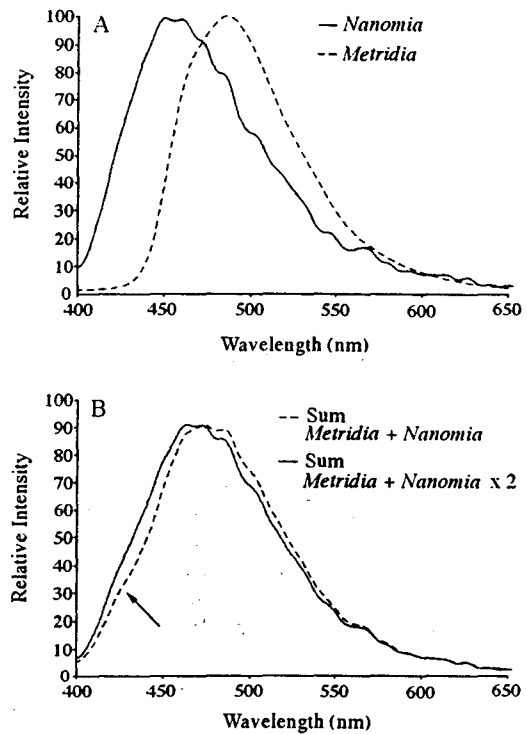 A
— Nanomia
--- Metridia
Relative Intensity
100
90
80
70
60
50
40
30
20
10
0
400 450 500 550 600 650
Wavelength (nm)
B
--- Sum
Metridia + Nanomia
— Sum
Metridia + Nanomia x 2
Relative Intensity
100
90
80
70
60
50
40
30
20
10
0
400 450 500 550 600 650
Wavelength (nm)